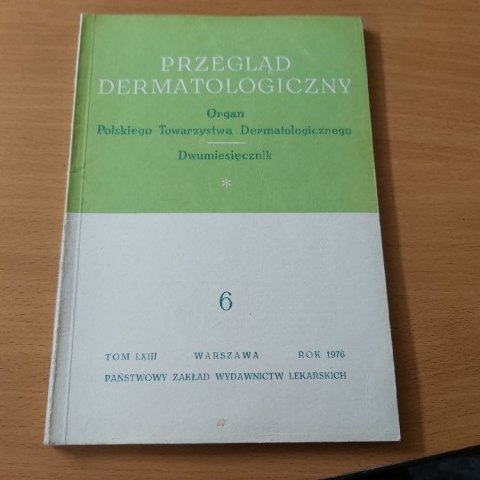 PRZEGLĄD
DERMATOLOGICZNY
Organ
Polskiego Towarzystwa Dermatologicznego
Dwumiesięcznik
*
6
TOM LXIII WARSZAWA ROK 1976
PAŃSTWOWY ZAKŁAD WYDAWNICTW LEKARSKICH